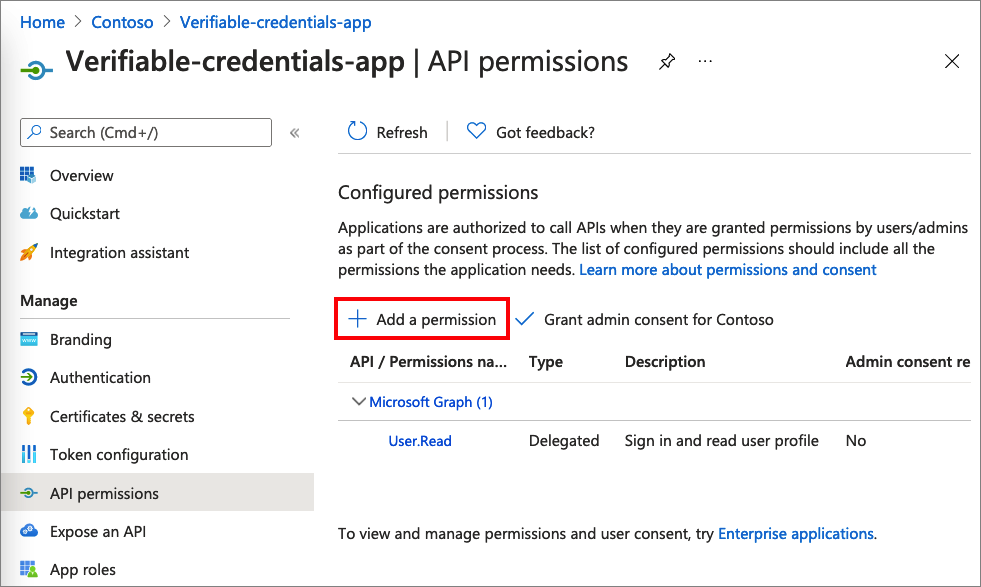 Home > Contoso > Verifiable-credentials-app
Verifiable-credentials-app | API permissions
Search (Cmd+/)
Overview
Quickstart
Integration assistant
Manage
Branding
Authentication
Certificates & secrets
Token configuration
API permissions
Expose an API
App roles
Refresh
Got feedback?
Configured permissions
Applications are authorized to call APIs when they are granted permissions by users/admins
as part of the consent process. The list of configured permissions should include all the
permissions the application needs. Learn more about permissions and consent
Add a permission
Grant admin consent for Contoso
API / Permissions na... Type Description Admin consent re
Microsoft Graph (1)
User.Read Delegated Sign in and read user profile No
To view and manage permissions and user consent, try Enterprise applications.
www